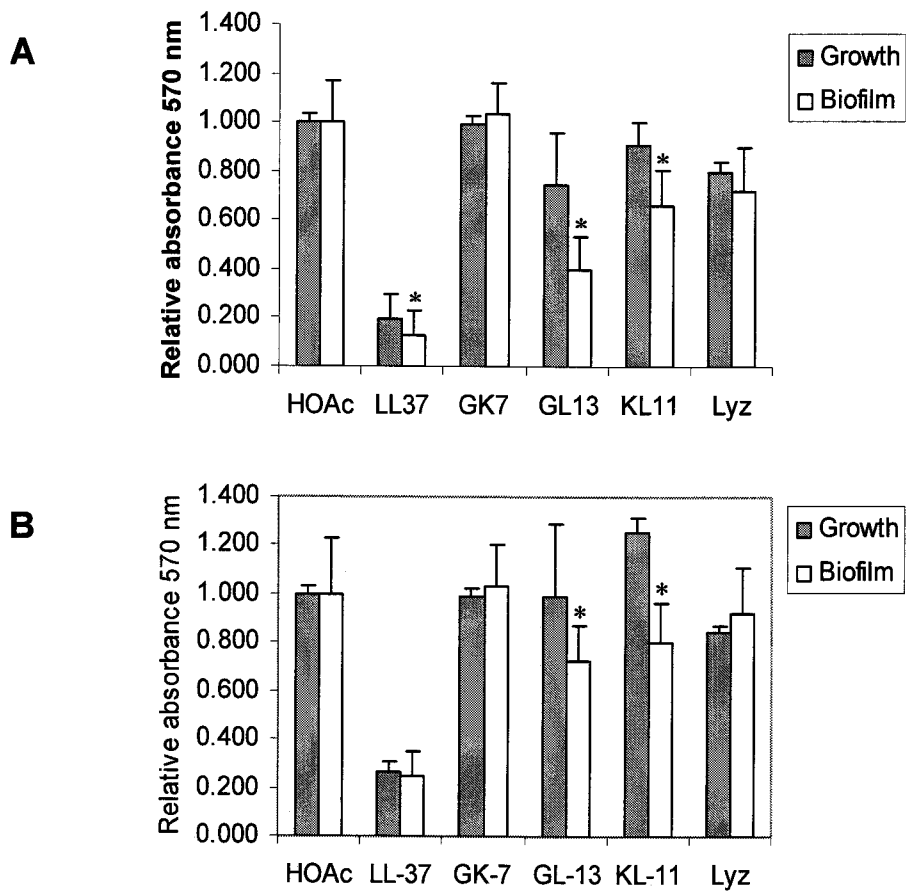 A
Relative absorbance 570 nm
1.400
1.200
1.000
0.800
0.600
0.400
0.200
0.000
* * *
HOAc LL37 GK7 GL13 KL11 Lyz
Growth
Biofilm
B
Relative absorbance 570 nm
1.400
1.200
1.000
0.800
0.600
0.400
0.200
0.000
* *
HOAc LL-37 GK-7 GL-13 KL-11 Lyz
Growth
Biofilm